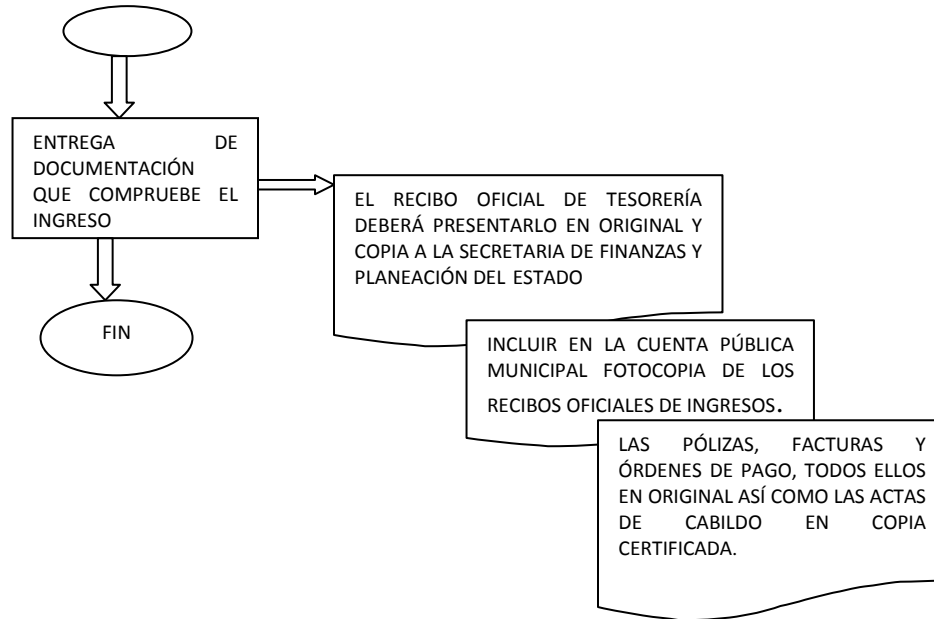 ENTREGA DE
DOCUMENTACIÓN
QUE COMPRUEBE EL
INGRESO
EL RECIBO OFICIAL DE TESORERÍA
DEBERÁ PRESENTARLO EN ORIGINAL Y
COPIA A LA SECRETARIA DE FINANZAS Y
PLANEACIÓN DEL ESTADO
FIN
INCLUIR EN LA CUENTA PÚBLICA
MUNICIPAL FOTOCOPIA DE LOS
RECIBOS OFICIALES DE INGRESOS.
LAS PÓLIZAS, FACTURAS Y
ÓRDENES DE PAGO, TODOS ELLOS
EN ORIGINAL ASÍ COMO LAS ACTAS
DE CABILDO EN COPIA
CERTIFICADA.